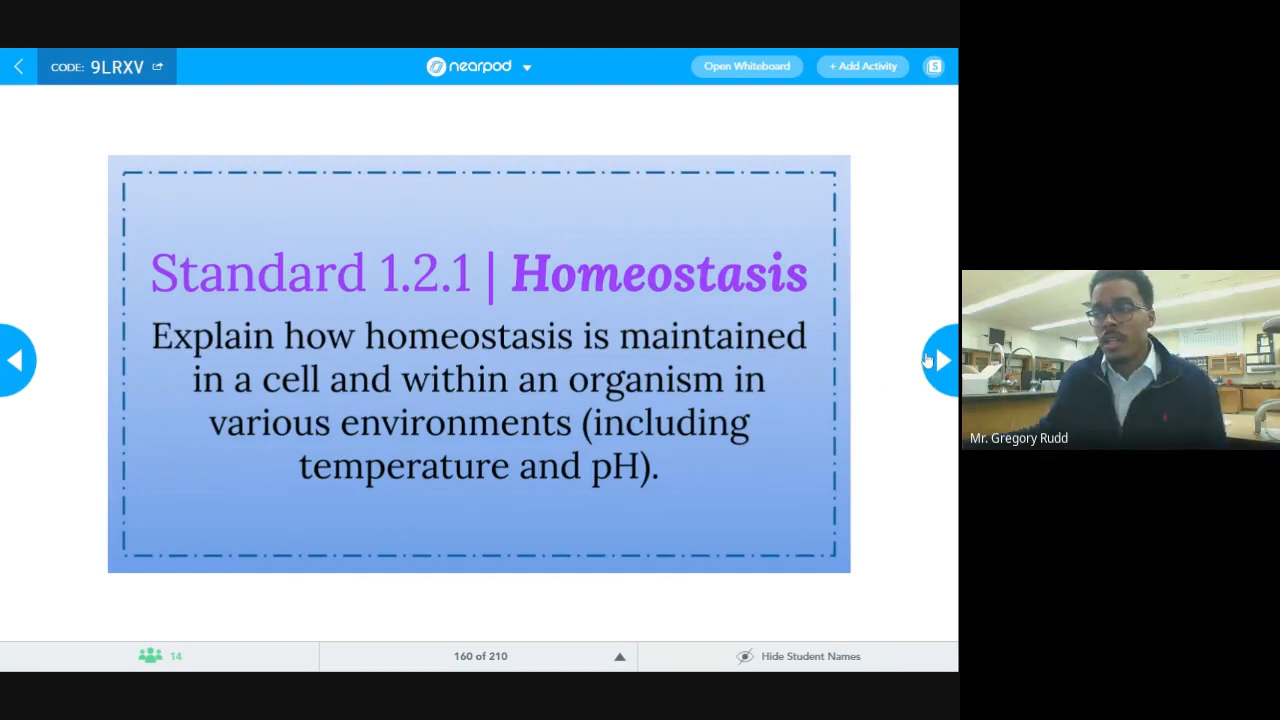 CODE: 9LRXV
nearpod
Open Whiteboard
+ Add Activity
S
Standard 1.2.1 | Homeostasis
Explain how homeostasis is maintained
in a cell and within an organism in
various environments (including
temperature and pH).
Mr. Gregory Rudd
14
160 of 210
Hide Student Names